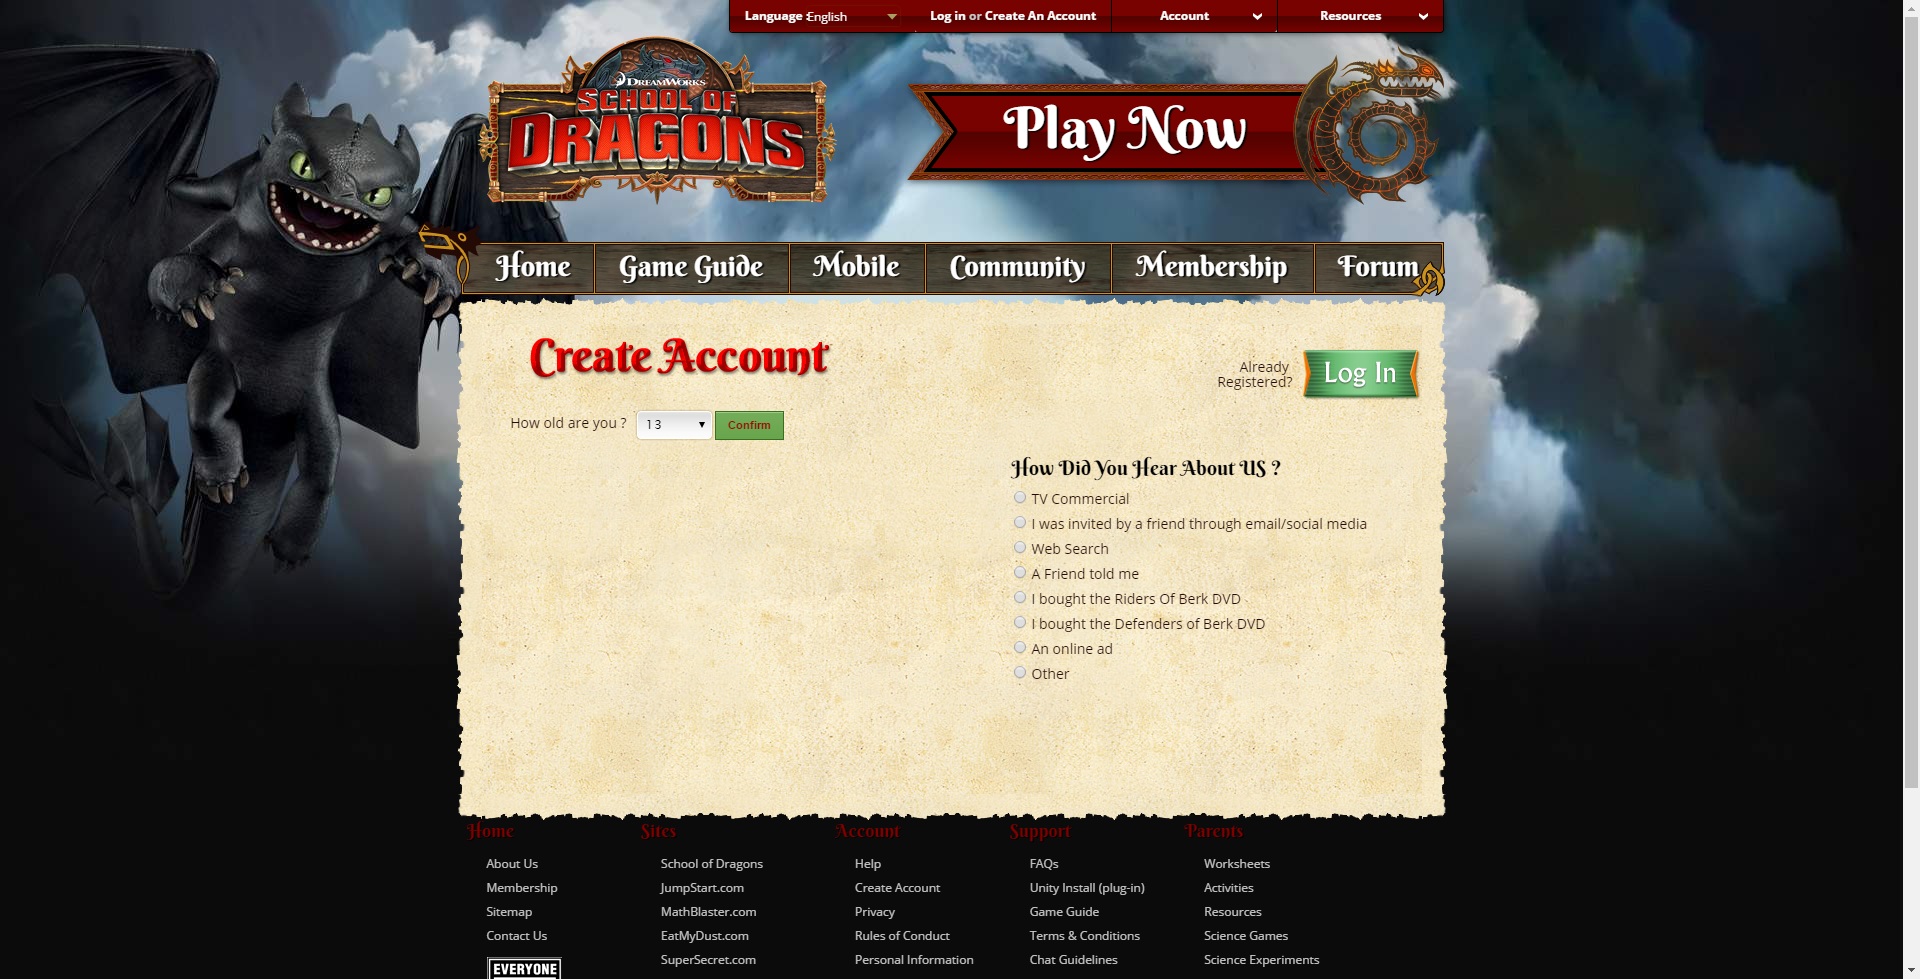 Language : English
Log in or Create An Account
Account
Resources
DREAMWORKS
SCHOOL OF
DRAGONS
Play Now
Home
Game Guide
Mobile
Community
Membership
Forum
Create Account
Already
Registered?
Log In
How old are you ?
13
Confirm
How Did You Hear About US ?
TV Commercial
I was invited by a friend through email/social media
Web Search
A Friend told me
I bought the Riders Of Berk DVD
I bought the Defenders of Berk DVD
An online ad
Other
Home
About Us
Membership
Sitemap
Contact Us
EVERYONE
Sites
School of Dragons
JumpStart.com
MathBlaster.com
EatMyDust.com
SuperSecret.com
Account
Help
Create Account
Privacy
Rules of Conduct
Personal Information
Support
FAQs
Unity Install (plug-in)
Game Guide
Terms & Conditions
Chat Guidelines
Parents
Worksheets
Activities
Resources
Science Games
Science Experiments